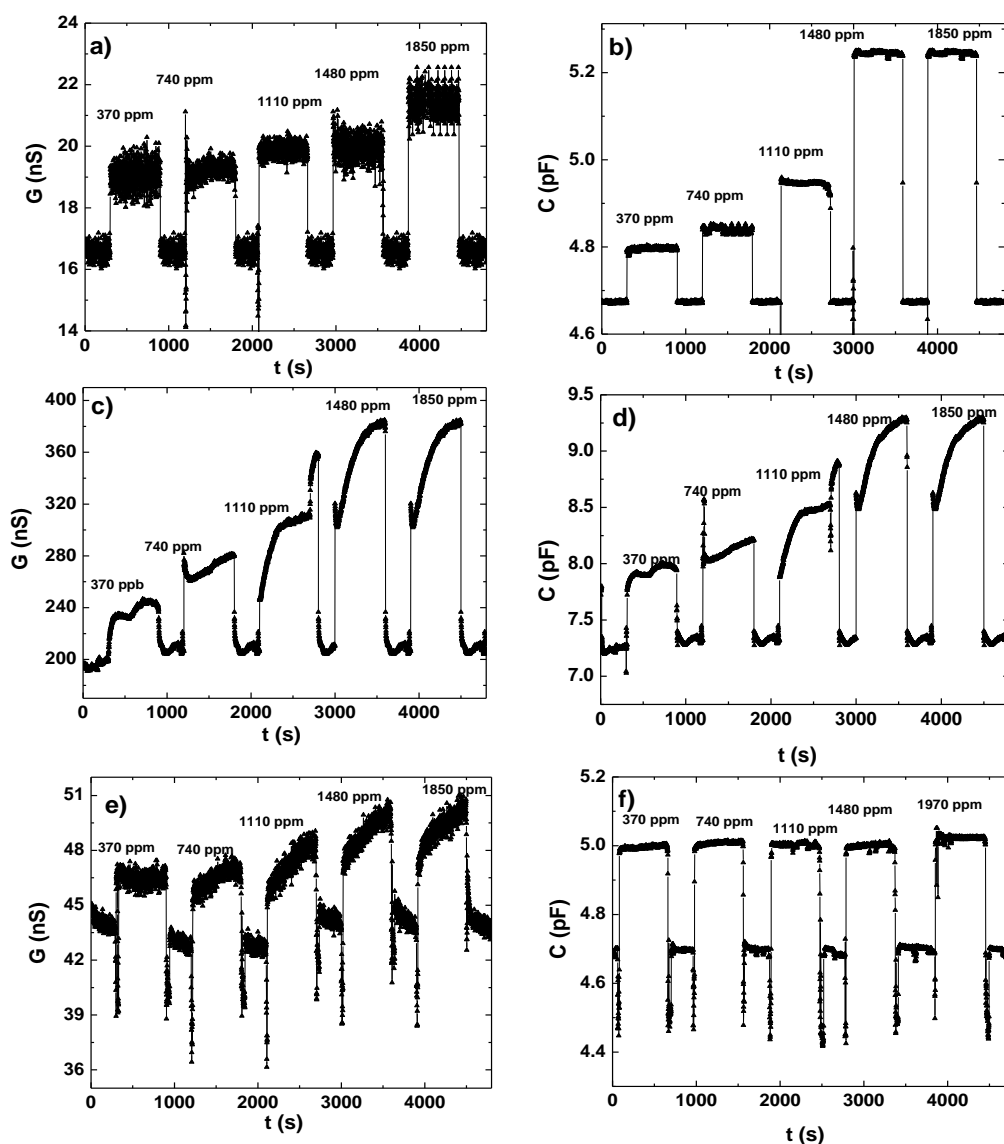 a)
370 ppm
740 ppm
1110 ppm
1480 ppm
1850 ppm
24
22
20
18
16
14
G (nS)
0 1000 2000 3000 4000
t (s)
b)
370 ppm
740 ppm
1110 ppm
1480 ppm
1850 ppm
5.2
5.0
4.8
4.6
C (pF)
0 1000 2000 3000 4000
t (s)
c)
370 ppb
740 ppm
1110 ppm
1480 ppm
1850 ppm
400
360
320
280
240
200
G (nS)
0 1000 2000 3000 4000
t (s)
d)
370 ppm
740 ppm
1110 ppm
1480 ppm
1850 ppm
9.5
9.0
8.5
8.0
7.5
7.0
C (pF)
0 1000 2000 3000 4000
t (s)
e)
370 ppm
740 ppm
1110 ppm
1480 ppm
1850 ppm
51
48
45
42
39
36
G (nS)
0 1000 2000 3000 4000
t (s)
f)
370 ppm
740 ppm
1110 ppm
1480 ppm
1970 ppm
5.2
5.0
4.8
4.6
4.4
C (pF)
0 1000 2000 3000 4000
t (s)